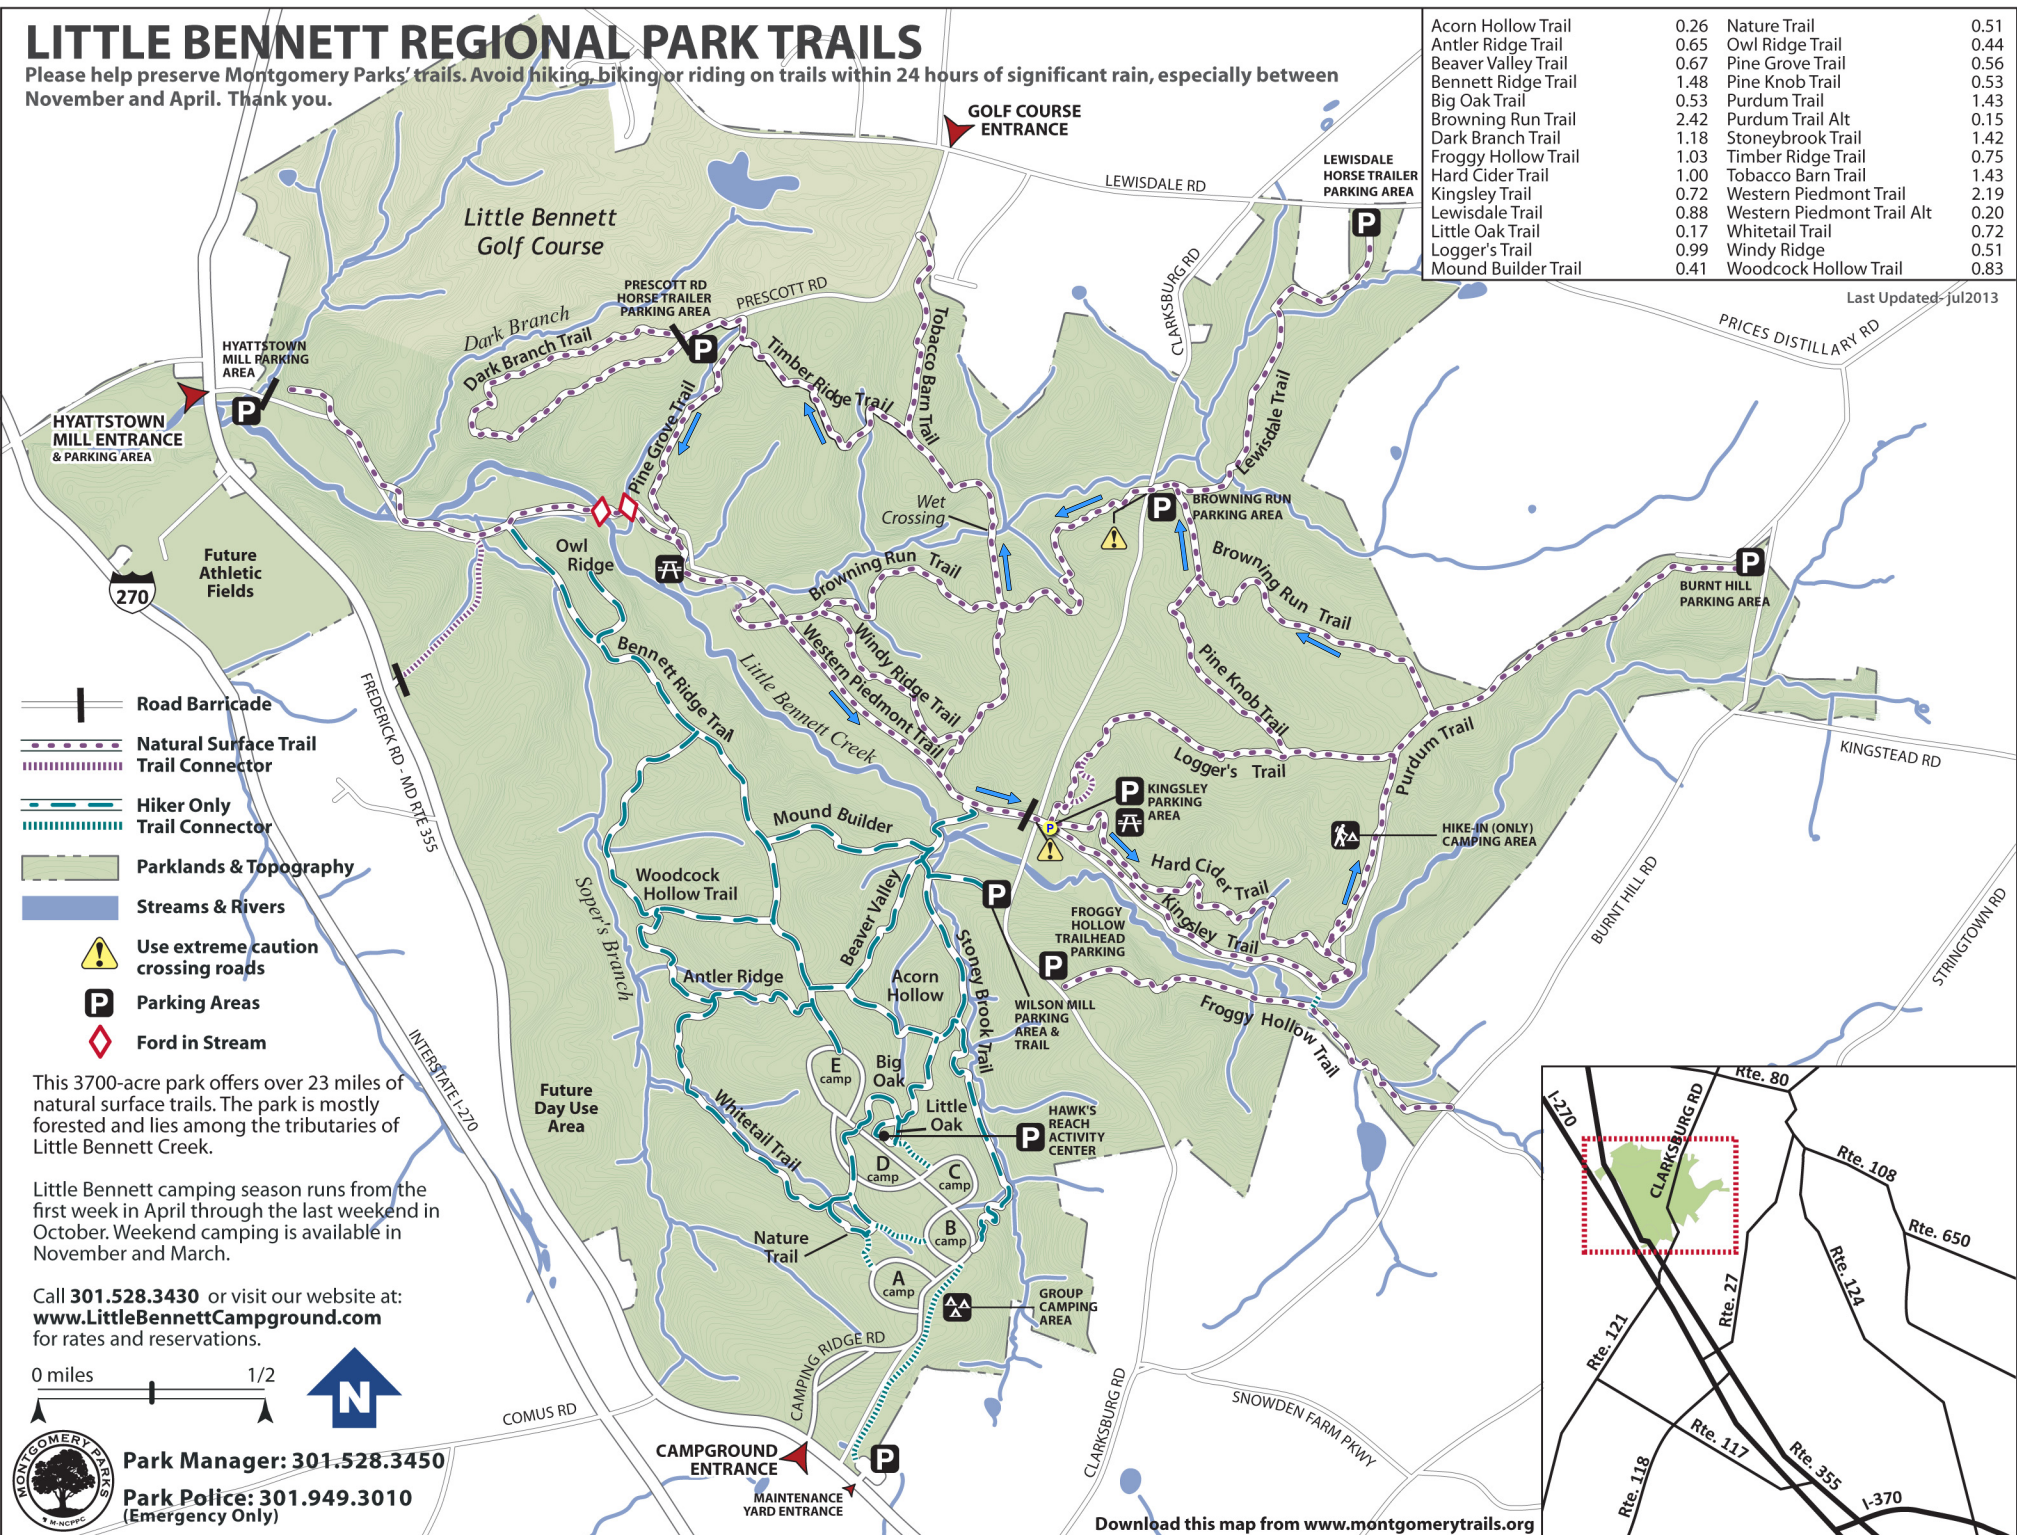 LITTLE BENNETT REGIONAL PARK TRAILS
Please help preserve Montgomery Parks' trails. Avoid hiking, biking or riding on trails within 24 hours of significant rain, especially between
November and April. Thank you.
Acorn Hollow Trail 0.26 Nature Trail 0.51
Antler Ridge Trail 0.65 Owl Ridge Trail 0.44
Beaver Valley Trail 0.67 Pine Grove Trail 0.56
Bennett Ridge Trail 1.48 Pine Knob Trail 0.53
Big Oak Trail 0.53 Purdum Trail 1.43
Browning Run Trail 2.42 Purdum Trail Alt 0.15
Dark Branch Trail 1.18 Stoneybrook Trail 1.42
Froggy Hollow Trail 1.03 Timber Ridge Trail 0.75
Hard Cider Trail 1.00 Tobacco Barn Trail 1.43
Kingsley Trail 0.72 Western Piedmont Trail 2.19
Lewisdale Trail 0.88 Western Piedmont Trail Alt 0.20
Little Oak Trail 0.17 Whitetail Trail 0.72
Logger's Trail 0.99 Windy Ridge 0.51
Mound Builder Trail 0.41 Woodcock Hollow Trail 0.83
Last Updated- jul2013
GOLF COURSE
ENTRANCE
LEWISDALE RD
LEWISDALE
HORSE TRAILER
PARKING AREA
P
Little Bennett
Golf Course
PRESCOTT RD
HORSE TRAILER
PARKING AREA
PRESCOTT RD
P
CLARKSBURG RD
PRICES DISTILLARY RD
Dark Branch
Dark Branch Trail
Timber Ridge Trail
Tobacco Barn Trail
Pine Grove Trail
Lewisdale Trail
HYATTSTOWN
MILL PARKING
AREA
P
HYATTSTOWN
MILL ENTRANCE
& PARKING AREA
Wet
Crossing
P
BROWNING RUN
PARKING AREA
Future
Athletic
Fields
270
Owl
Ridge
Browning Run Trail
Browning Run Trail
P
BURNT HILL
PARKING AREA
Bennett Ridge Trail
Western Piedmont Trail
Windy Ridge Trail
Little Bennett Creek
Pine Knob Trail
Logger's Trail
Purdum Trail
KINGSTEAD RD
FREDERICK RD - MD RTE 355
Road Barricade
Natural Surface Trail
Trail Connector
Hiker Only
Trail Connector
Parklands & Topography
Streams & Rivers
Use extreme caution
crossing roads
P
Parking Areas
Ford in Stream
P
KINGSLEY
PARKING
AREA
P
HIKE-IN (ONLY)
CAMPING AREA
Mound Builder
Hard Cider Trail
Kingsley Trail
Woodcock
Hollow Trail
Soper's Branch
Beaver Valley
Stoney Brook Trail
P
WILSON MILL
PARKING
AREA &
TRAIL
FROGGY
HOLLOW
TRAILHEAD
PARKING
P
Froggy Hollow Trail
BURNT HILL RD
STRINGTOWN RD
Antler Ridge
Acorn
Hollow
E
camp
Big
Oak
Little
Oak
P
HAWK'S
REACH
ACTIVITY
CENTER
D
camp
C
camp
B
camp
A
camp
Whitetail Trail
Nature
Trail
Future
Day Use
Area
GROUP
CAMPING
AREA
INTERSTATE I-270
This 3700-acre park offers over 23 miles of
natural surface trails. The park is mostly
forested and lies among the tributaries of
Little Bennett Creek.
Little Bennett camping season runs from the
first week in April through the last weekend in
October. Weekend camping is available in
November and March.
Call 301.528.3430 or visit our website at:
www.LittleBennettCampground.com
for rates and reservations.
0 miles 1/2
N
MONTGOMERY PARKS
M-NCPPC
Park Manager: 301.528.3450
Park Police: 301.949.3010
(Emergency Only)
COMUS RD
CAMPING RIDGE RD
CAMPGROUND
ENTRANCE
P
MAINTENANCE
YARD ENTRANCE
CLARKSBURG RD
SNOWDEN FARM PKWY
Download this map from www.montgomerytrails.org
I-270
CLARKSBURG RD
Rte. 80
Rte. 108
Rte. 650
Rte. 124
Rte. 27
Rte. 121
Rte. 117
Rte. 118
Rte. 355
I-370